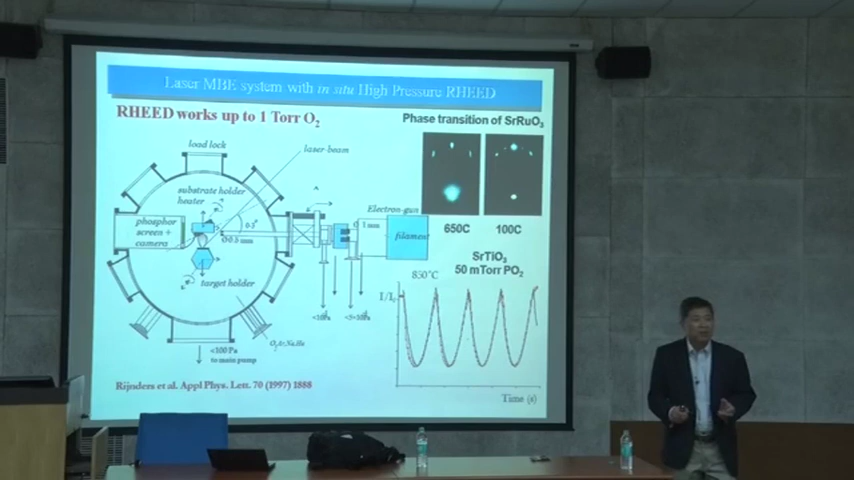 Laser MBE system with in situ High Pressure RHEED
RHEED works up to 1 Torr O₂
Phase transition of SrRuO₃
load lock
laser-beam
substrate holder
heater
phosphor
screen +
camera
Electron-gun
filament
1 mm
target holder
650C
100C
SrTiO₃
50 mTorr PO₂
850°C
<100 Pa
to main pump
Rijnders et al. Appl Phys. Lett. 70 (1997) 1888
Time (s)